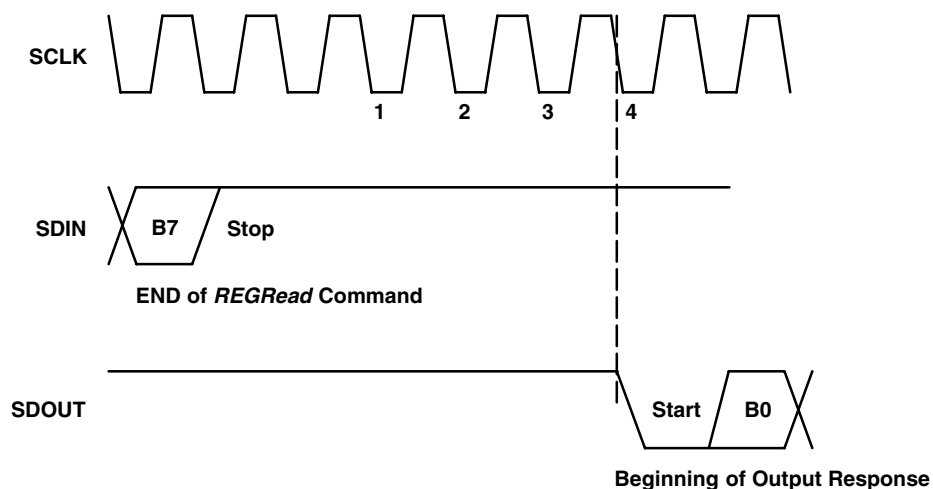 SCLK
1 2 3 4
SDIN B7 Stop
END of REGRead Command
SDOUT Start B0
Beginning of Output Response